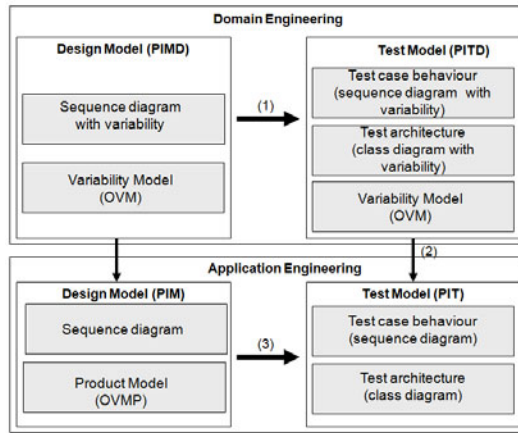 Domain Engineering
Design Model (PIMD)
Sequence diagram
with variability
Variability Model
(OVM)
(1)
Test Model (PITD)
Test case behaviour
(sequence diagram with
variability)
Test architecture
(class diagram with
variability)
Variability Model
(OVM)
(2)
Application Engineering
Design Model (PIM)
Sequence diagram
Product Model
(OVMP)
(3)
Test Model (PIT)
Test case behaviour
(sequence diagram)
Test architecture
(class diagram)